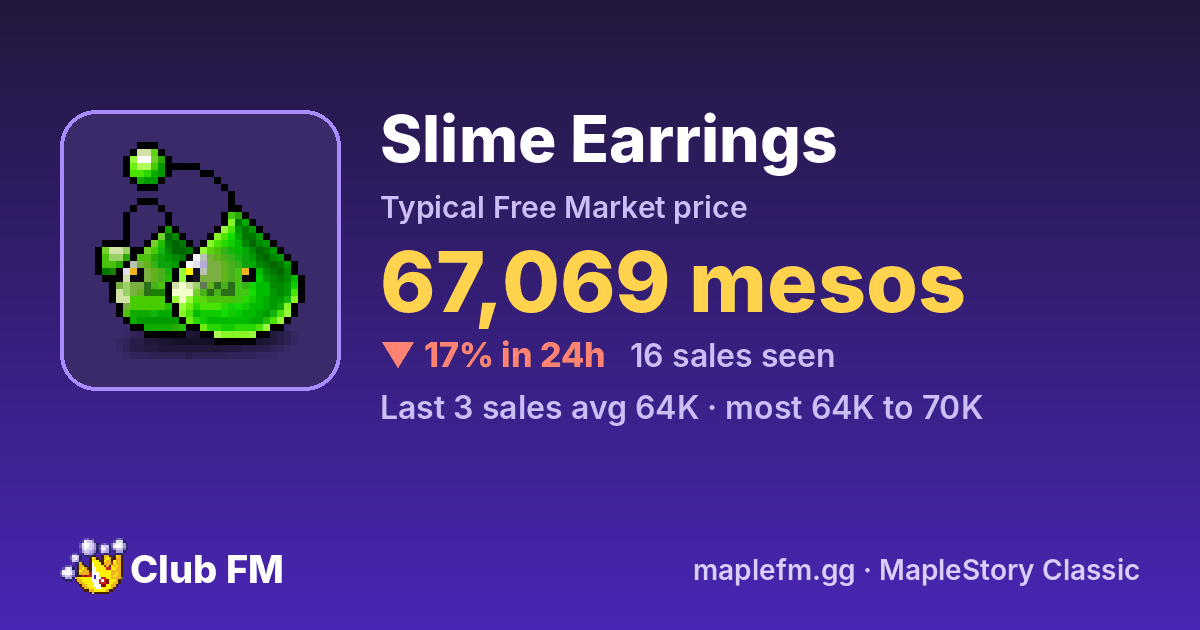 Slime Earrings
Typical Free Market price
67,069 mesos
▼ 17% in 24h 16 sales seen
Last 3 sales avg 64K · most 64K to 70K
Club FM
maplefm.gg · MapleStory Classic